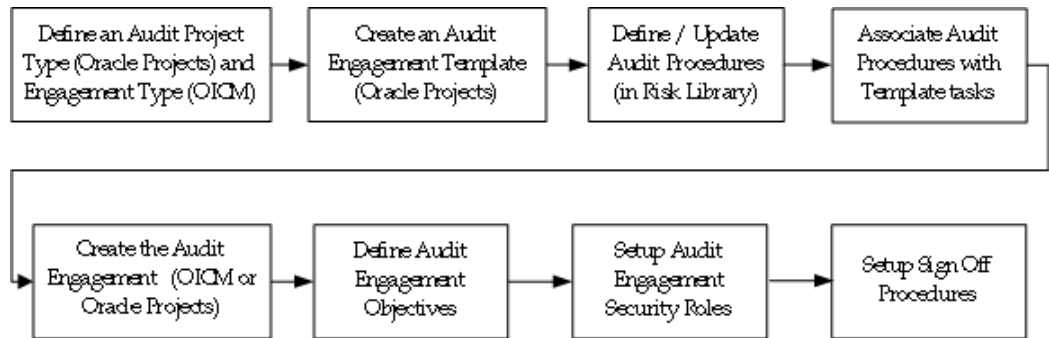 Define an Audit Project
Type (Oracle Projects) and
Engagement Type (OICM)
Create an Audit
Engagement Template
(Oracle Projects)
Define / Update
Audit Procedures
(in Risk Library)
Associate Audit
Procedures with
Template tasks
Create the Audit
Engagement (OICM or
Oracle Projects)
Define Audit
Engagement
Objectives
Setup Audit
Engagement
Security Roles
Setup Sign Off
Procedures